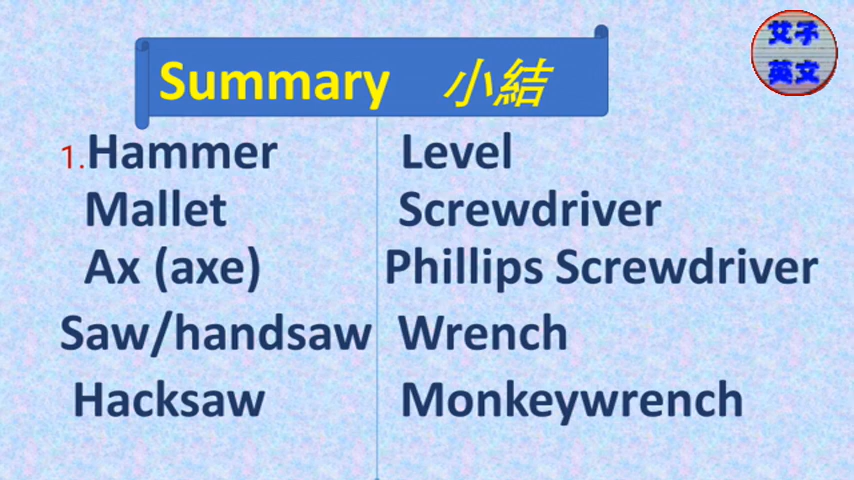 Summary 小結
艾子
英文
1.Hammer
Mallet
Ax (axe)
Saw/handsaw
Hacksaw
Level
Screwdriver
Phillips Screwdriver
Wrench
Monkeywrench